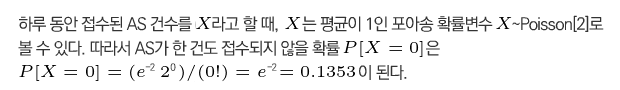 하루 동안 접수된 AS 건수를 X라고 할 때, X는 평균이 1인 포아송 확률변수 X~Poisson[2]로
볼 수 있다. 따라서 AS가 한 건도 접수되지 않을 확률 P[X = 0]은
P[X = 0] = (e⁻² 2⁰)/(0!) = e⁻²= 0.1353이 된다.